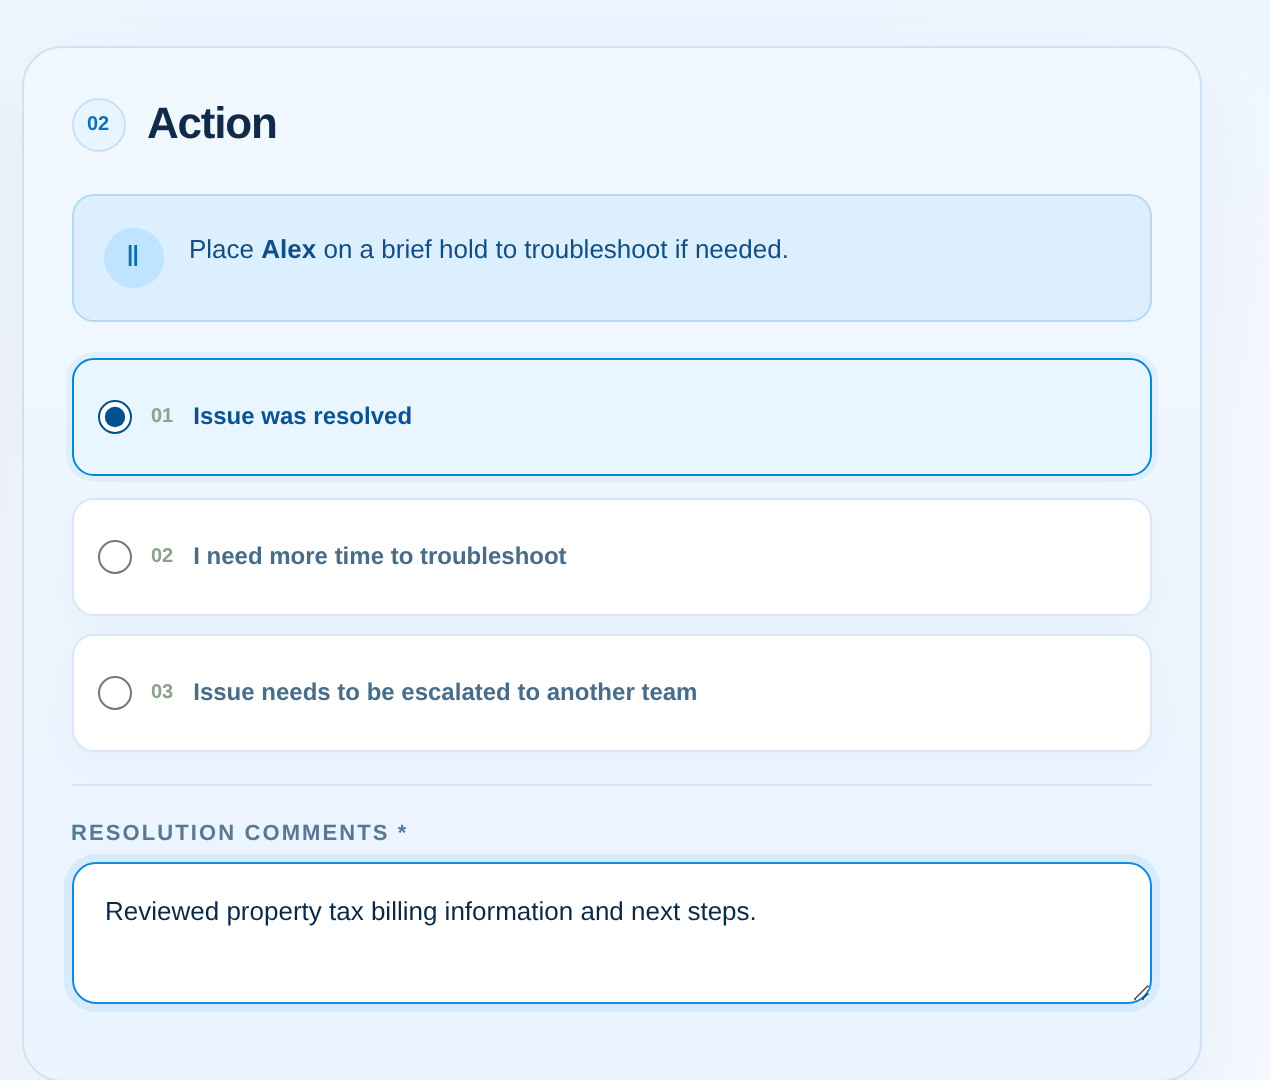 02 Action
Place Alex on a brief hold to troubleshoot if needed.
01 Issue was resolved
02 I need more time to troubleshoot
03 Issue needs to be escalated to another team
RESOLUTION COMMENTS *
Reviewed property tax billing information and next steps.